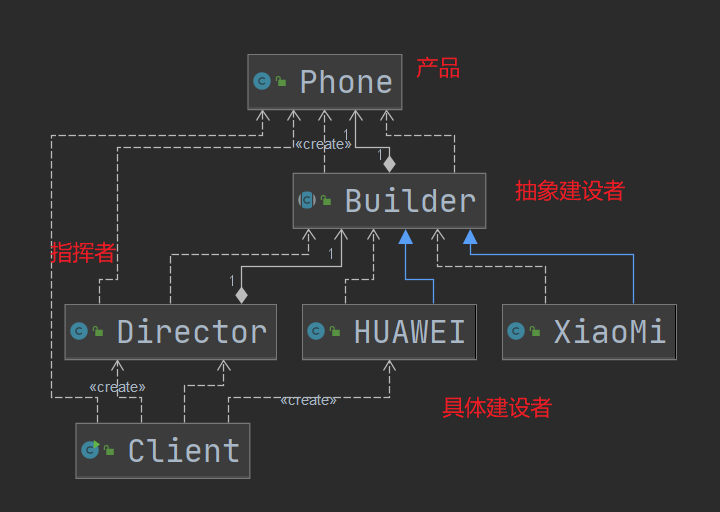 Phone
产品
1
«create»
1
Builder
抽象建设者
指挥者
1
1
Director
HUAWEI
XiaoMi
«create»
«create»
具体建设者
Client